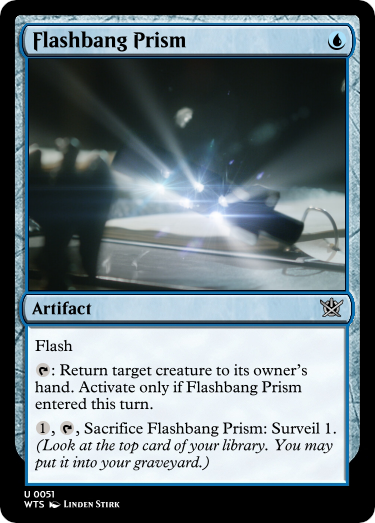 Flashbang Prism
Artifact
Flash
: Return target creature to its owner's
hand. Activate only if Flashbang Prism
entered this turn.
1, , Sacrifice Flashbang Prism: Surveil 1.
(Look at the top card of your library. You may
put it into your graveyard.)
U 0051
WTS LINDEN STIRK